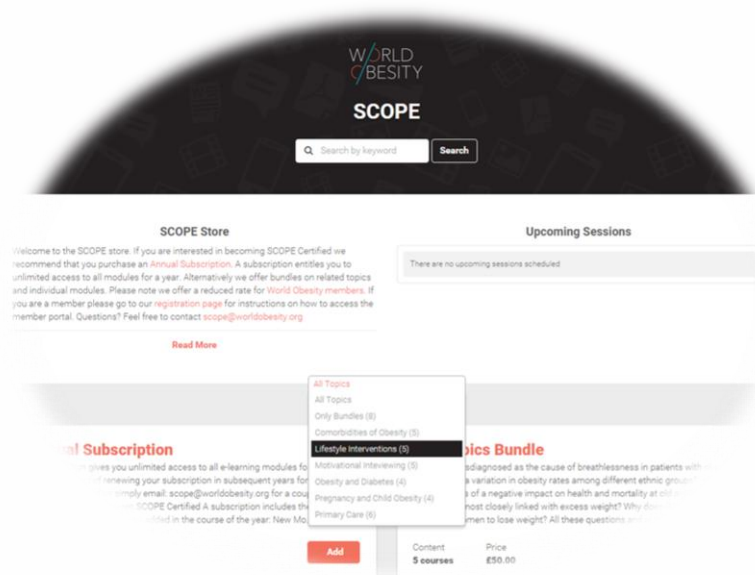 WORLD
OBESITY
SCOPE
Search by keyword
Search
SCOPE Store
Welcome to the SCOPE store. If you are interested in becoming SCOPE Certified we
recommend that you purchase an Annual Subscription. A subscription entitles you to
unlimited access to all modules for a year. Alternatively we offer bundles on related topics
and individual modules. Please note we offer a reduced rate for World Obesity members. If
you are a member please go to our registration page for instructions on how to access the
member portal. Questions? Feel free to contact scope@worldobesity.org
Read More
Upcoming Sessions
There are no upcoming sessions scheduled
All Topics
All Topics
Only Bundles (8)
Comorbidities of Obesity (5)
Lifestyle Interventions (5)
Motivational Inteviewing (5)
Obesity and Diabetes (4)
Pregnancy and Child Obesity (4)
Primary Care (6)
Subscription
gives you unlimited access to all e-learning modules fo
renewing your subscription in subsequent years for
email: scope@worldobesity.org for a cou
SCOPE Certified A subscription includes the
in the course of the year: New Mo
Add
ics Bundle
sdiagnosed as the cause of breathlessness in patients with
a variation in obesity rates among different ethnic
of a negative impact on health and mortality at
most closely linked with excess weight? Why
men to lose weight? All these questions
Content Price
5 courses £50.00